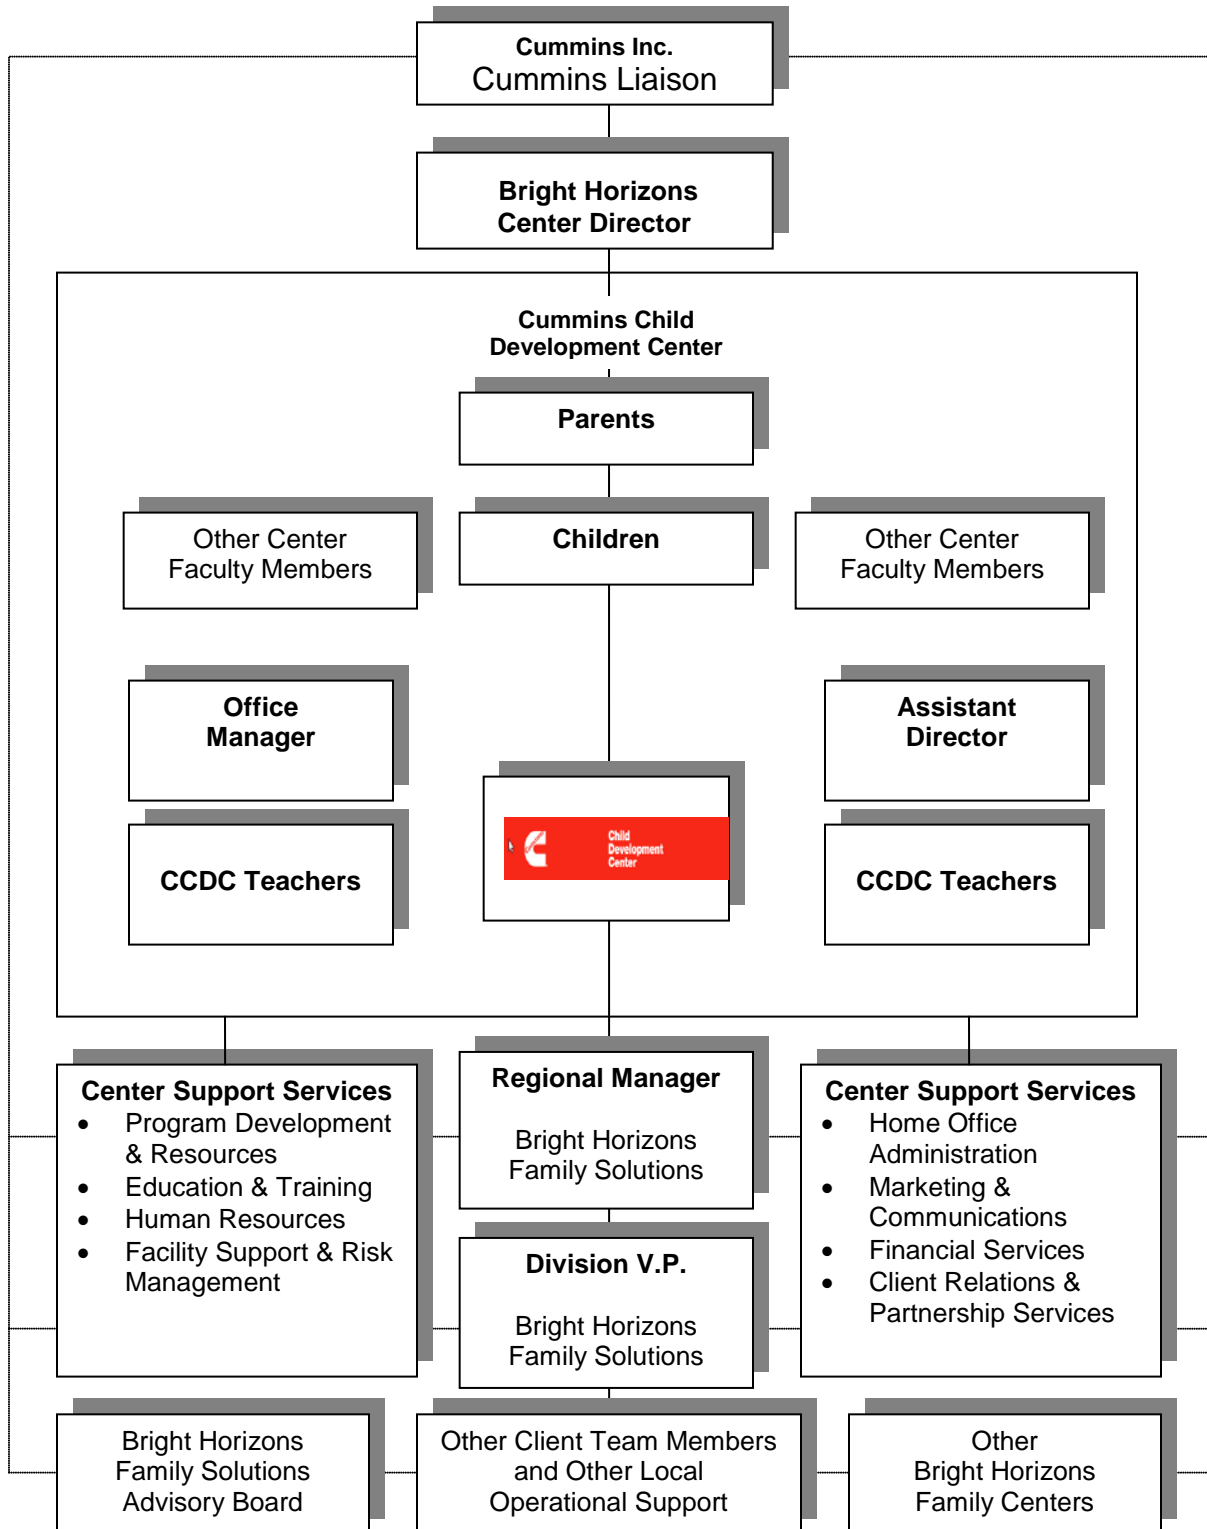 Cummins Inc.
Cummins Liaison
Bright Horizons
Center Director
Cummins Child
Development Center
Parents
Other Center
Faculty Members
Children
Other Center
Faculty Members
Office
Manager
Assistant
Director
Child
Development
Center
CCDC Teachers
CCDC Teachers
Center Support Services
• Program Development
& Resources
• Education & Training
• Human Resources
• Facility Support & Risk
Management
Regional Manager
Bright Horizons
Family Solutions
Division V.P.
Bright Horizons
Family Solutions
Center Support Services
• Home Office
Administration
• Marketing &
Communications
• Financial Services
• Client Relations &
Partnership Services
Bright Horizons
Family Solutions
Advisory Board
Other Client Team Members
and Other Local
Operational Support
Other
Bright Horizons
Family Centers